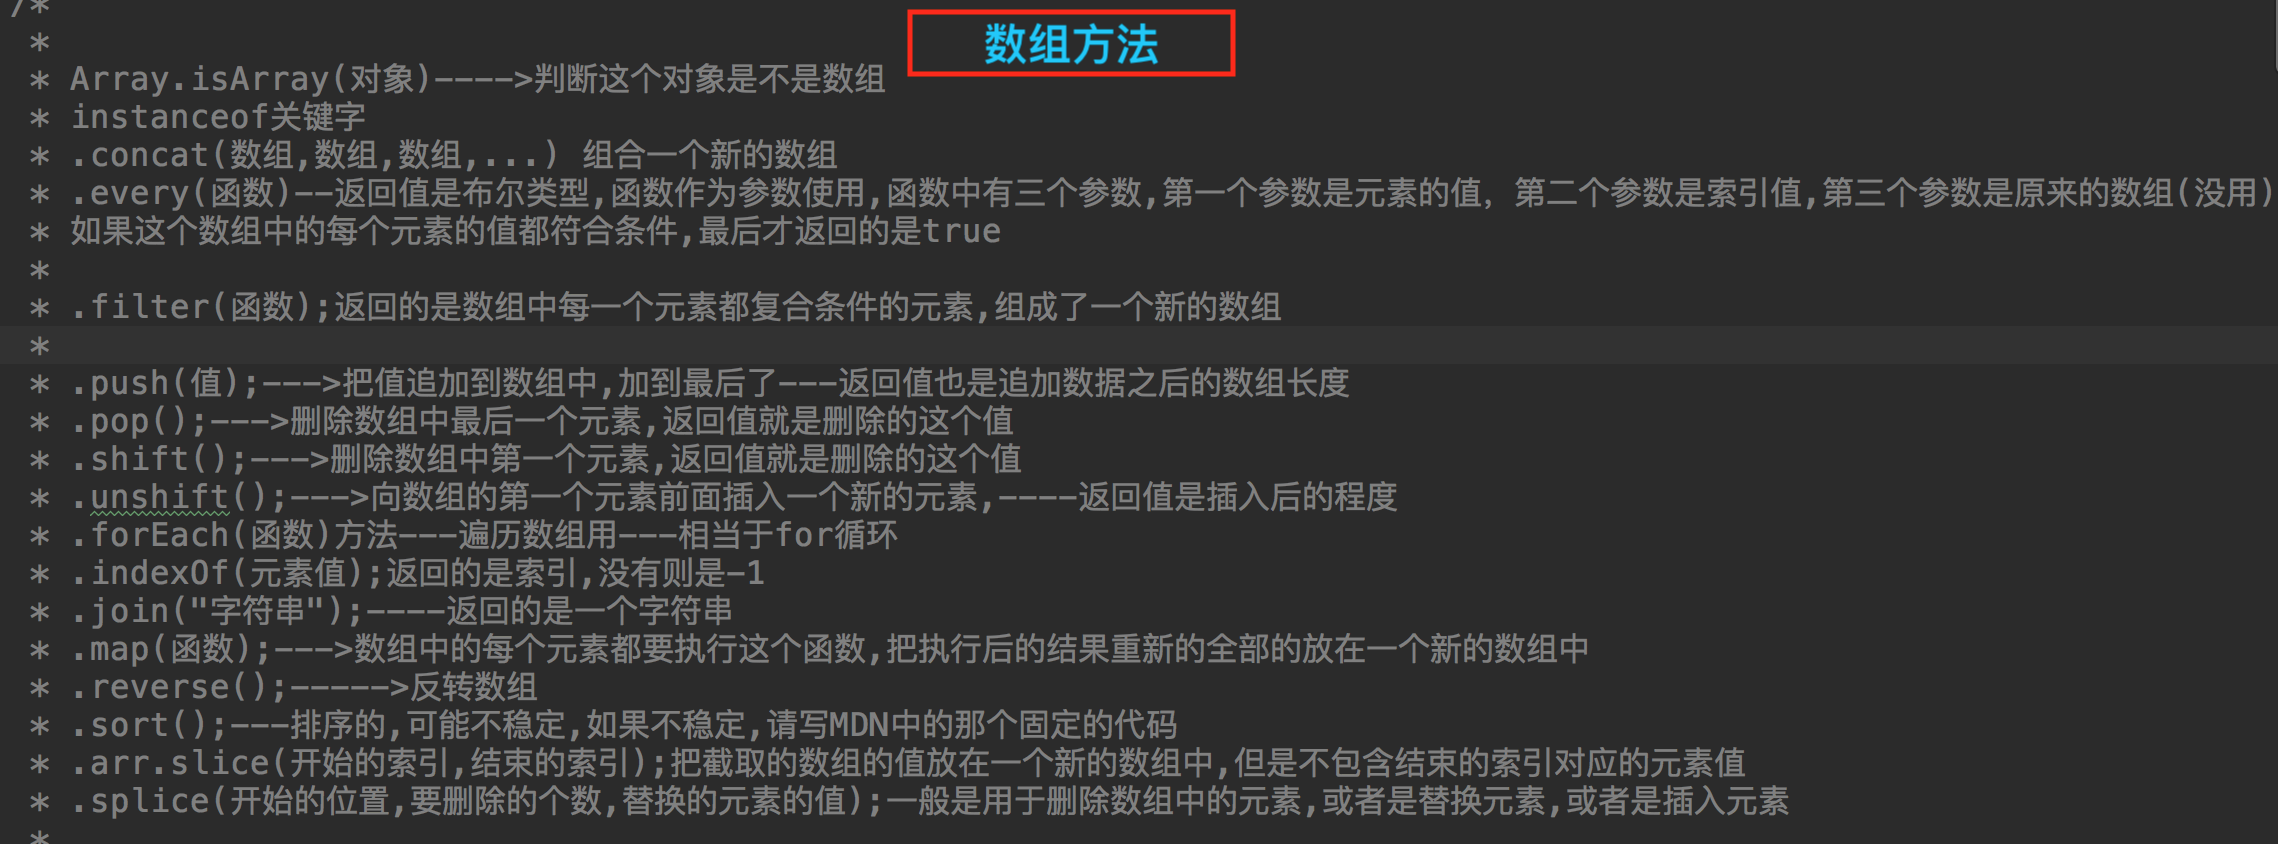 /*
数组方法
*
* Array.isArray(对象)---->判断这个对象是不是数组
* instanceof关键字
* .concat(数组,数组,数组,...) 组合一个新的数组
* .every(函数)--返回值是布尔类型,函数作为参数使用,函数中有三个参数,第一个参数是元素的值，第二个参数是索引值,第三个参数是原来的数组(没用)
* 如果这个数组中的每个元素的值都符合条件,最后才返回的是true
*
* .filter(函数);返回的是数组中每一个元素都复合条件的元素,组成了一个新的数组
*
* .push(值);--->把值追加到数组中,加到最后了---返回值也是追加数据之后的数组长度
* .pop();--->删除数组中最后一个元素,返回值就是删除的这个值
* .shift();--->删除数组中第一个元素,返回值就是删除的这个值
* .unshift();--->向数组的第一个元素前面插入一个新的元素,----返回值是插入后的程度
* .forEach(函数)方法---遍历数组用---相当于for循环
* .indexOf(元素值);返回的是索引,没有则是-1
* .join("字符串");----返回的是一个字符串
* .map(函数);--->数组中的每个元素都要执行这个函数,把执行后的结果重新的全部的放在一个新的数组中
* .reverse();----->反转数组
* .sort();---排序的,可能不稳定,如果不稳定,请写MDN中的那个固定的代码
* .arr.slice(开始的索引,结束的索引);把截取的数组的值放在一个新的数组中,但是不包含结束的索引对应的元素值
* .splice(开始的位置,要删除的个数,替换的元素的值);一般是用于删除数组中的元素,或者是替换元素,或者是插入元素
*